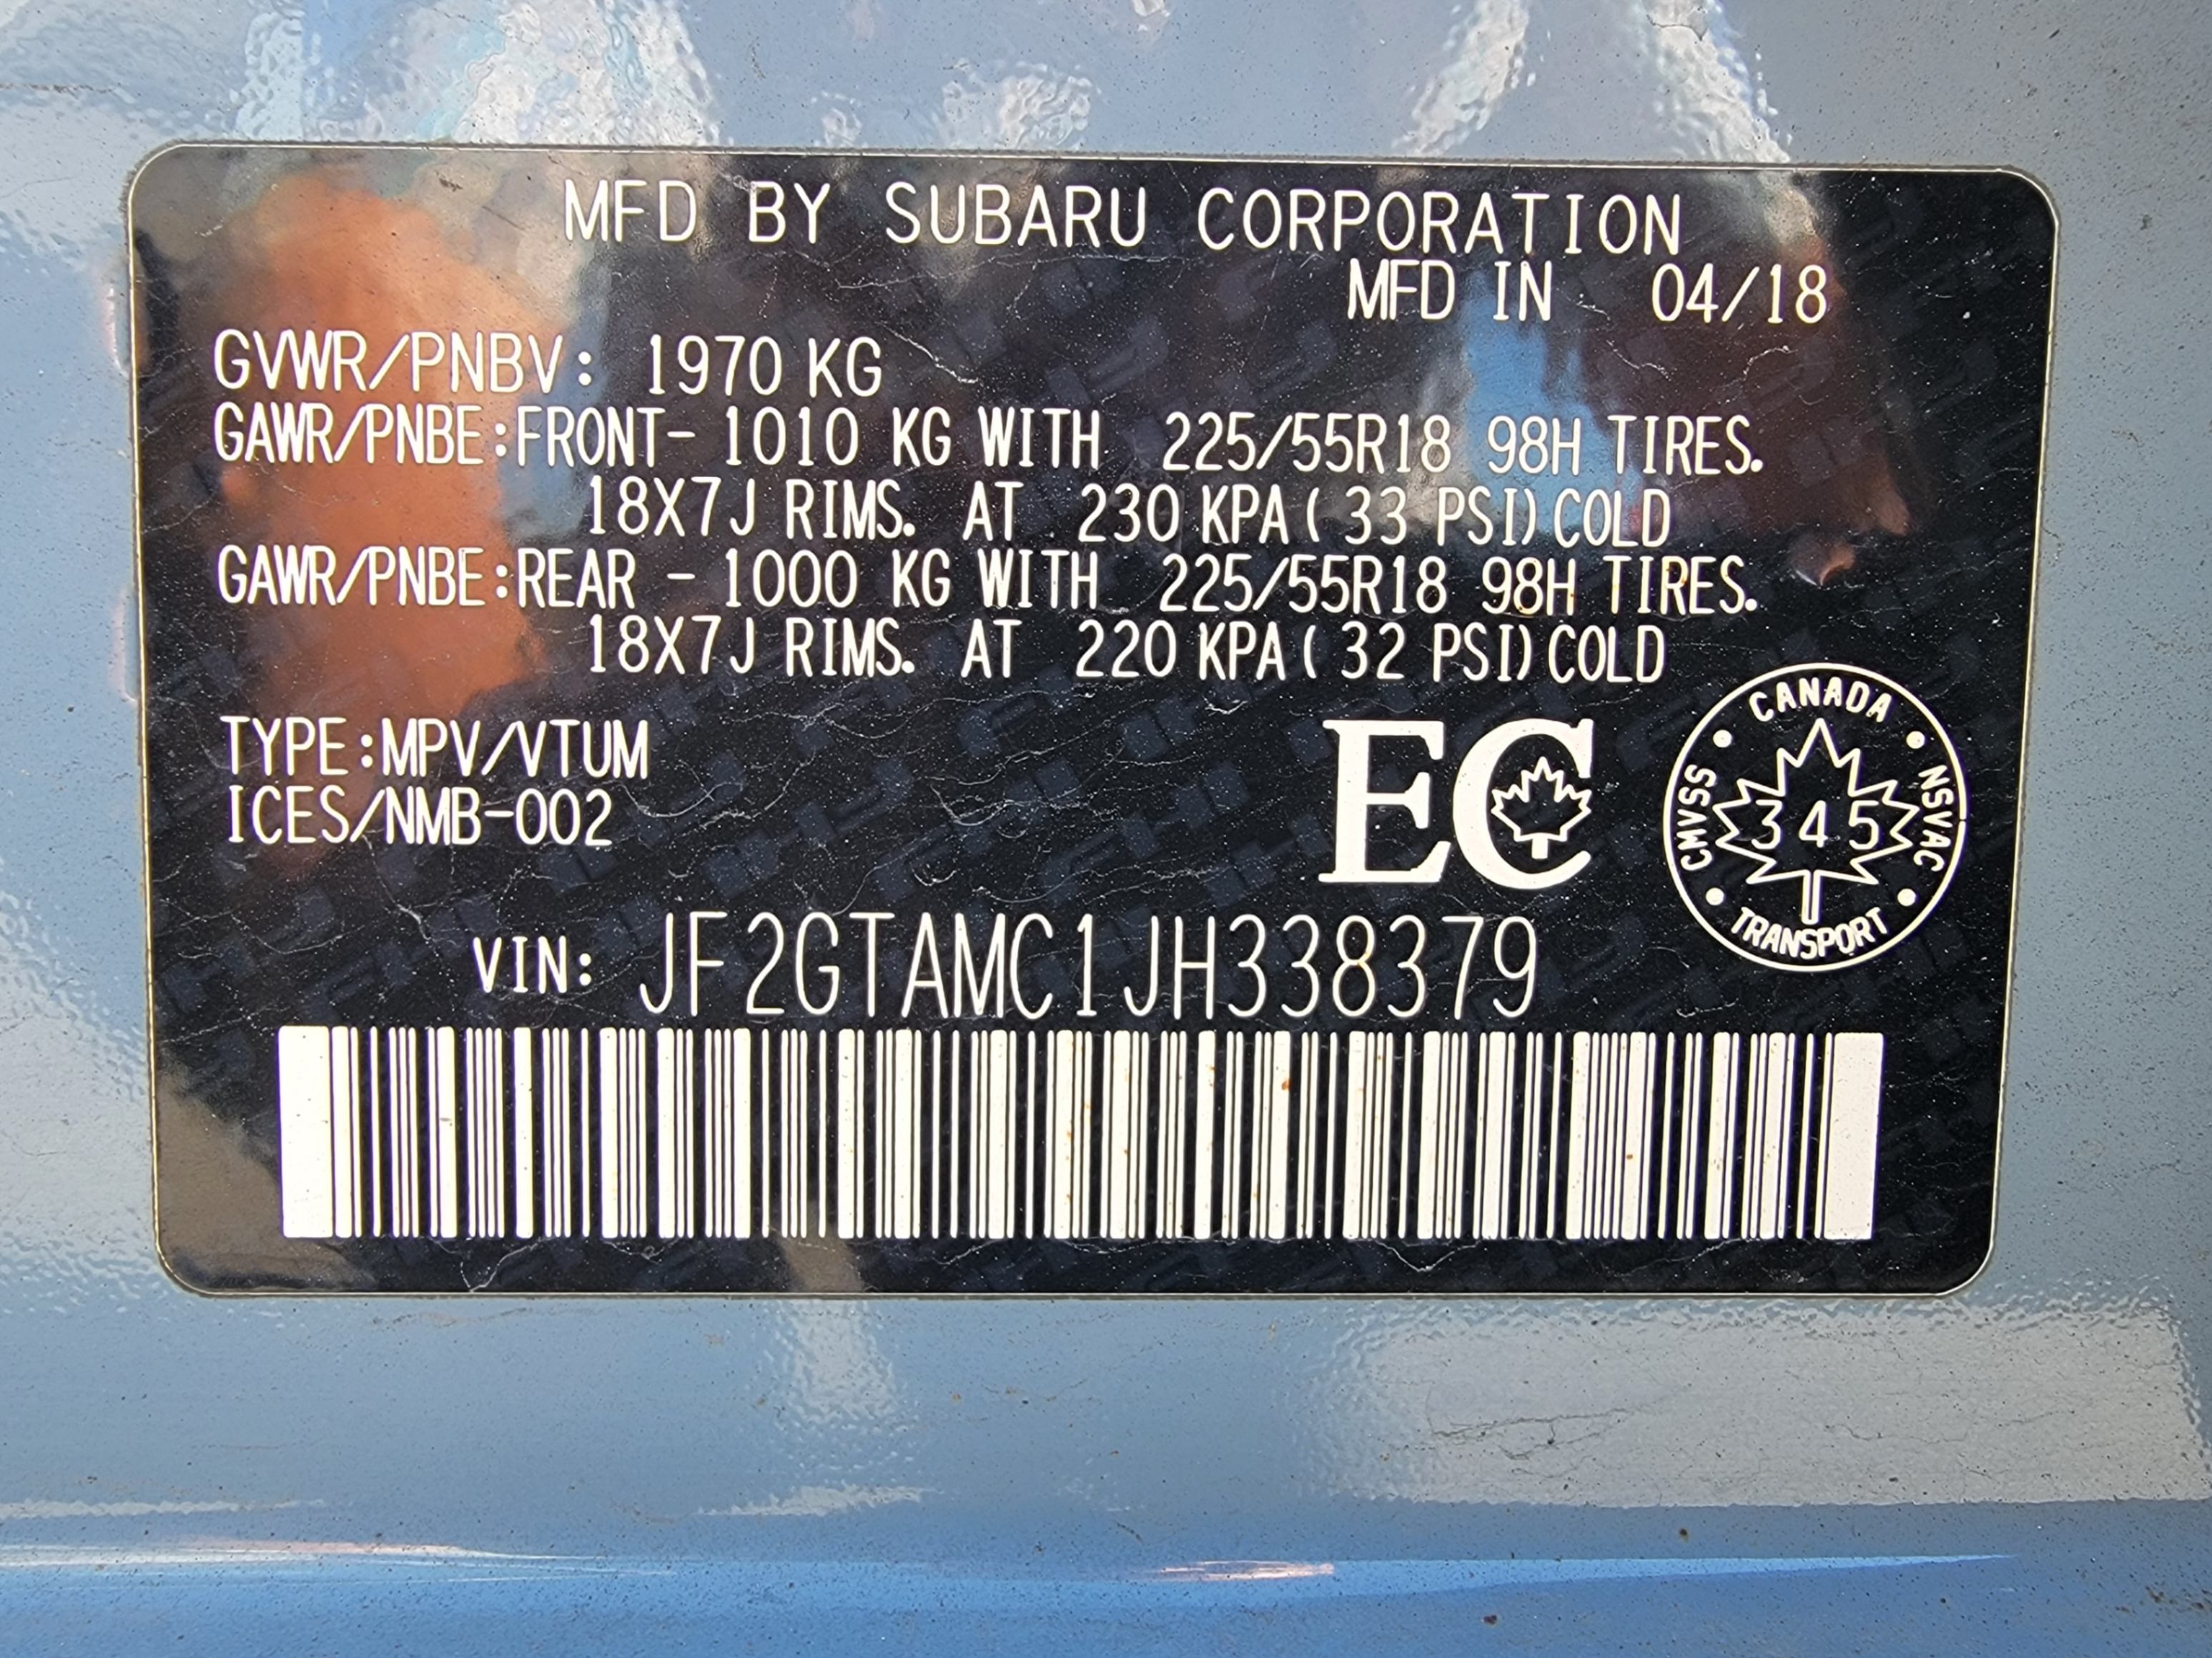 MFD BY SUBARU CORPORATION
MFD IN 04/18
GVWR/PNBV: 1970 KG
GAWR/PNBE:FRONT- 1010 KG WITH 225/55R18 98H TIRES.
18X7J RIMS. AT 230 KPA( 33 PSI)COLD
GAWR/PNBE:REAR - 1000 KG WITH 225/55R18 98H TIRES.
18X7J RIMS. AT 220 KPA( 32 PSI)COLD
TYPE:MPV/VTUM
ICES/NMB-002
EC
CANADA
CMVSS
345
NSVAC
TRANSPORT
VIN: JF2GTAMC1JH338379